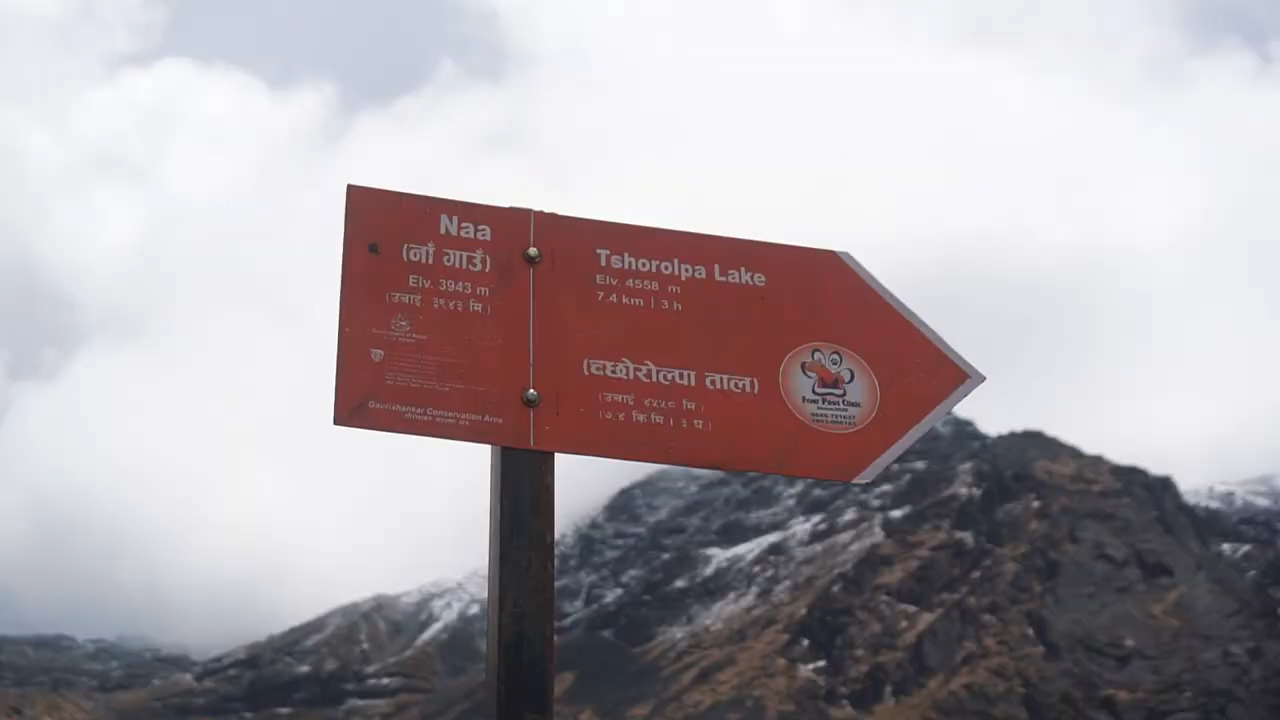 Naa
(नाँ गाउँ)
Elv. 3943 m
(उचाई. ३९४३ मि.)
Gaurishankar Conservation Area
Tshorolpa Lake
Elv. 4558 m
7.4 km | 3 h
(च्छोरोल्पा ताल)
(उचाई ४५५८ मि.)
(७.४ कि.मि । ३ घ.)
Four Paws Clinic